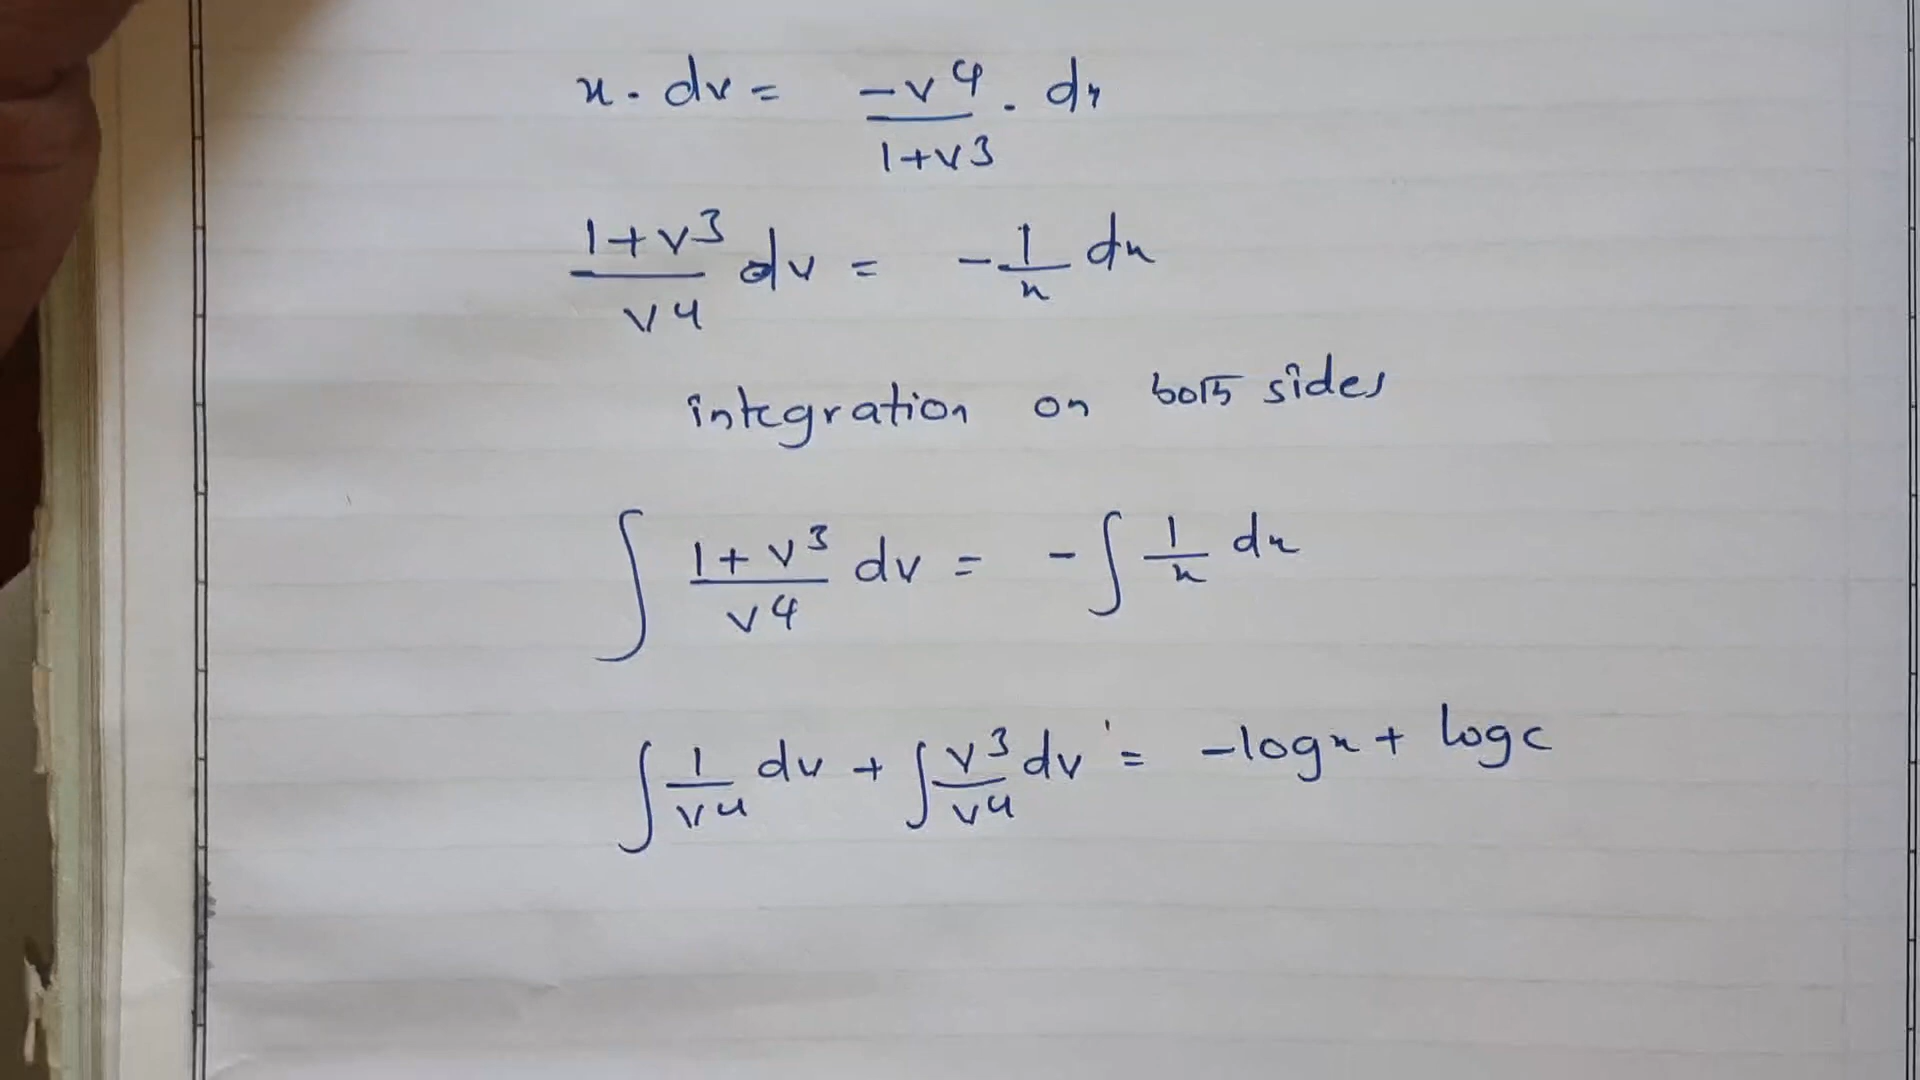 x . dv = -v⁴/1+v³ . dx
1+v³/v⁴ dv = -1/x dx
integration on both sides
∫ 1+v³/v⁴ dv = -∫ 1/x dx
∫ 1/v⁴ dv + ∫ v³/v⁴ dv = -logx + logc